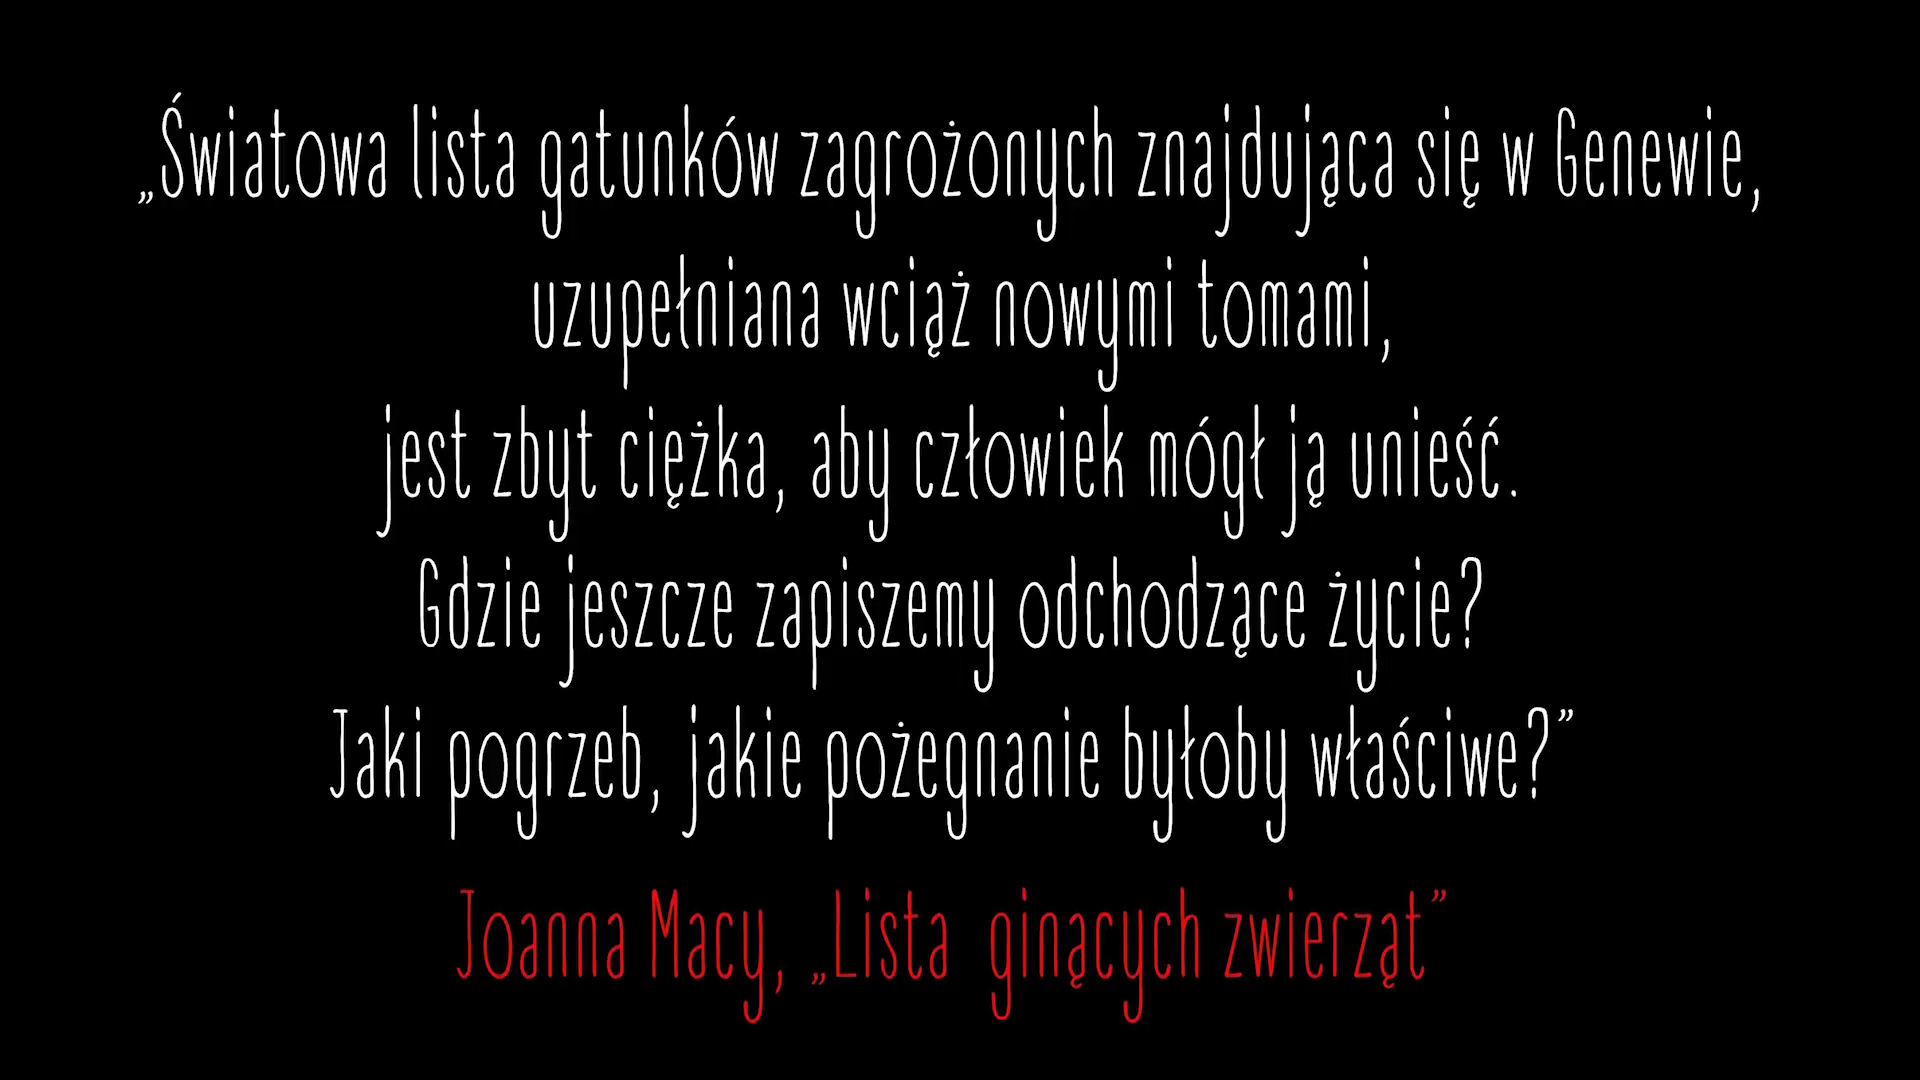 „Światowa lista gatunków zagrożonych znajdująca się w Genewie,
uzupełniana wciąż nowymi tomami,
jest zbyt ciężka, aby człowiek mógł ją unieść.
Gdzie jeszcze zapiszemy odchodzące życie?
Jaki pogrzeb, jakie pożegnanie byłoby właściwe?”
Joanna Macy, „Lista ginących zwierząt”